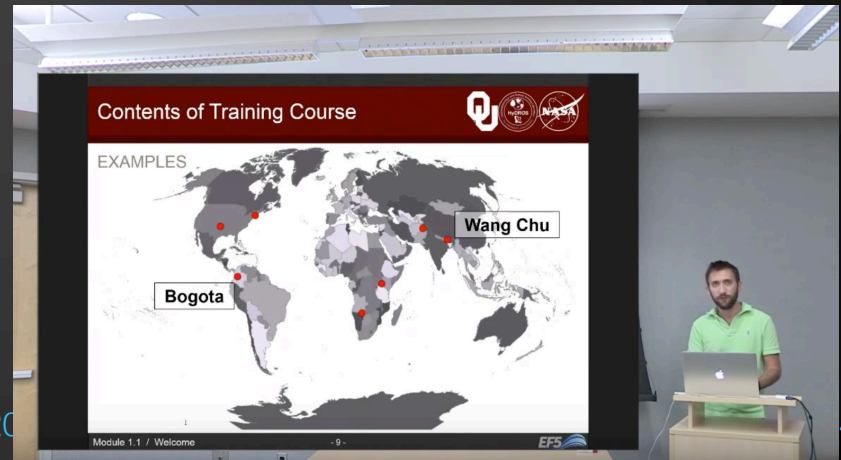 Contents of Training Course
HyDROS
NASA
EXAMPLES
Wang Chu
Bogota
Module 1.1 / Welcome
- 9 -
EF5